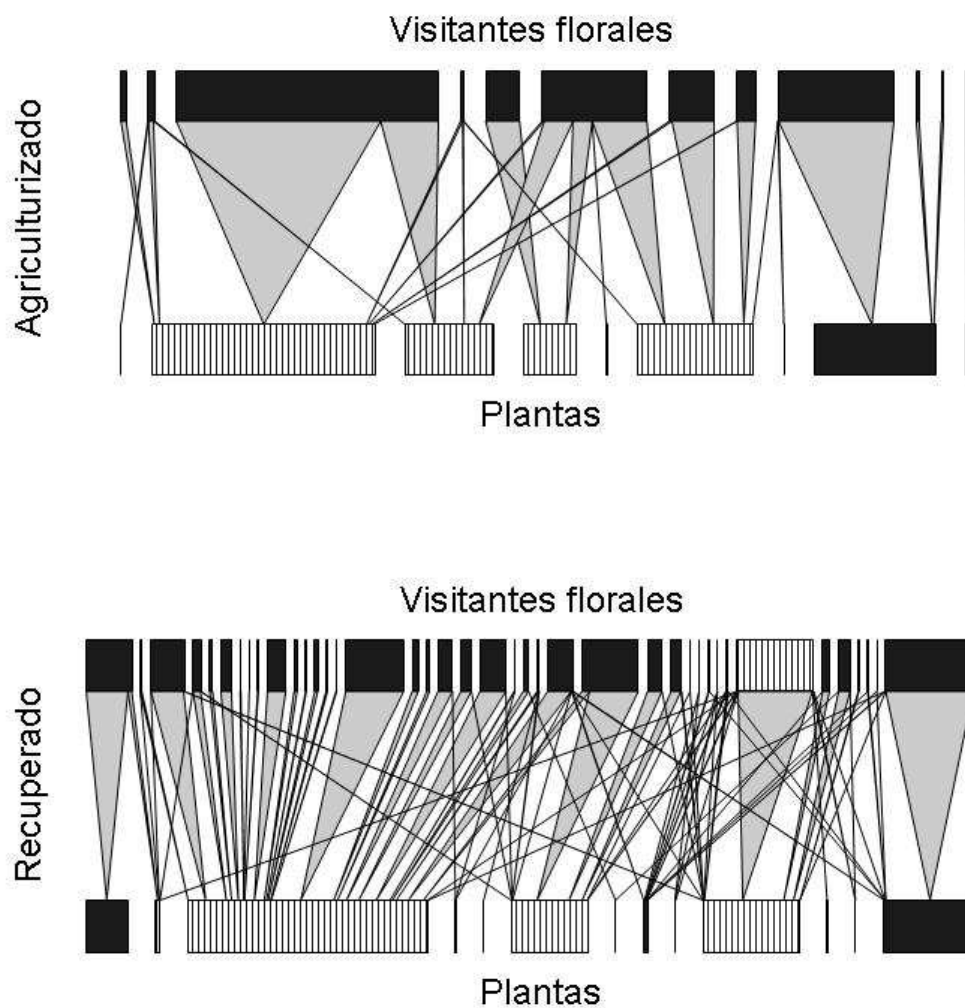 Visitantes florales
Agriculturizado
Plantas
Visitantes florales
Recuperado
Plantas